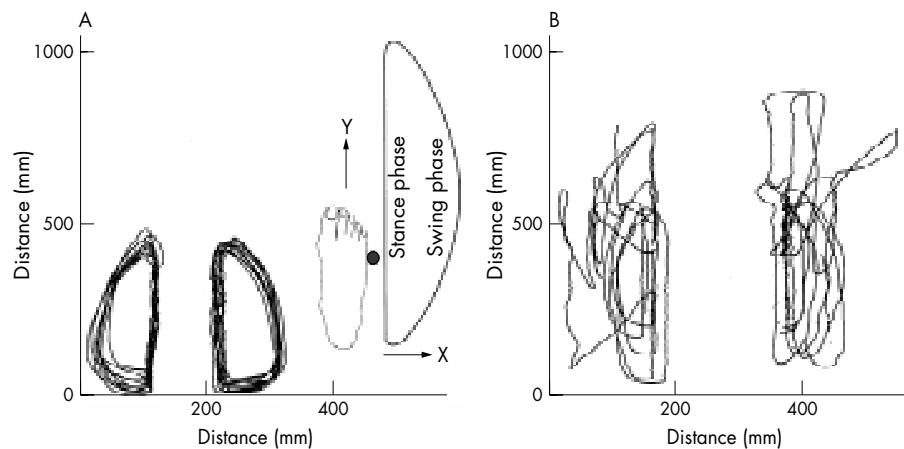 A
1000
500
0
Distance (mm)
200
400
Distance (mm)
Y
X
Stance phase
Swing phase
B
1000
500
0
Distance (mm)
200
400
Distance (mm)